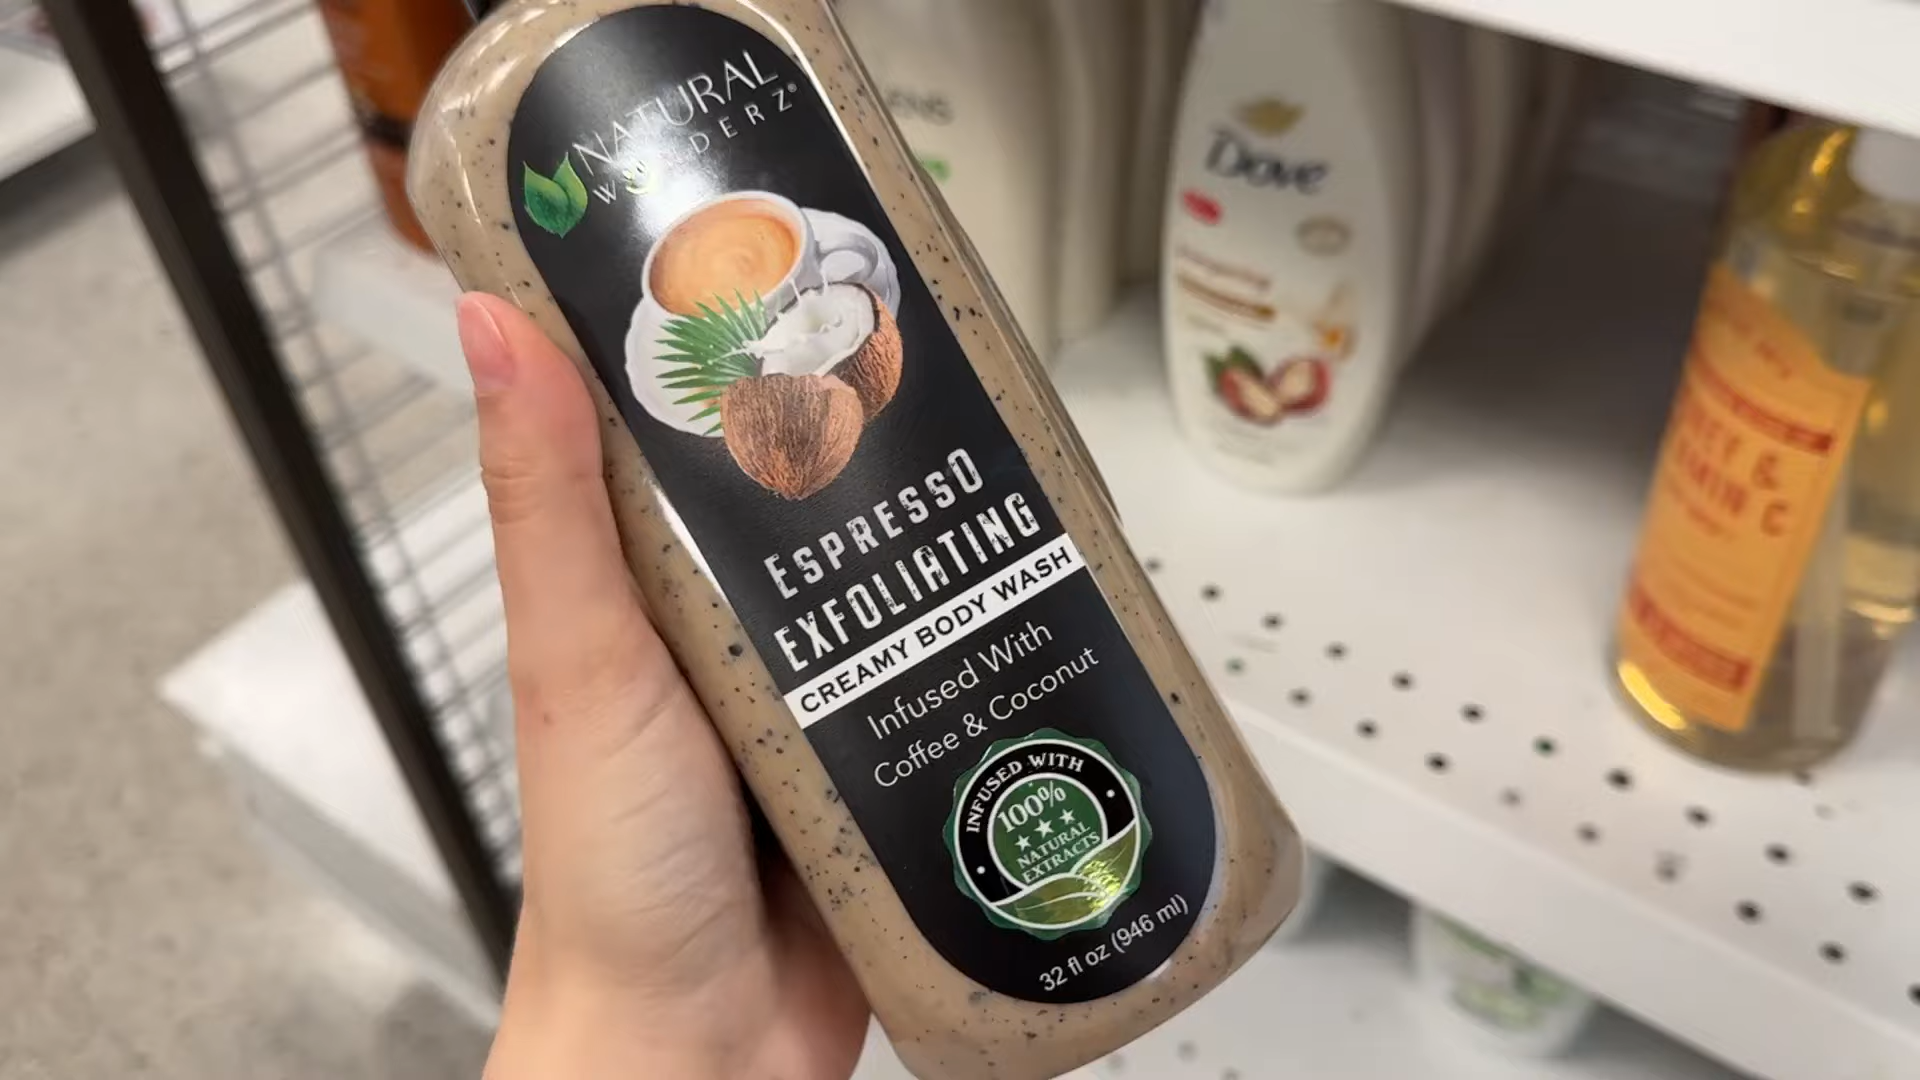 NATURAL
WONDERZ®
ESPRESSO
EXFOLIATING
CREAMY BODY WASH
Infused With
Coffee & Coconut
INFUSED WITH
100%
NATURAL
EXTRACTS
32 fl oz (946 ml)
Dove